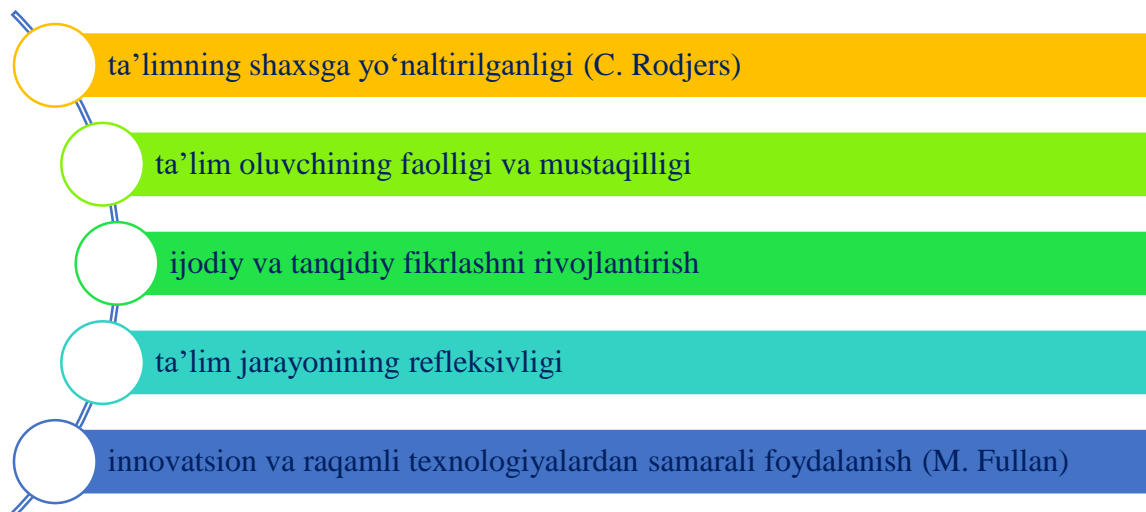 ta’limning shaxsga yo‘naltirilganligi (C. Rodjers)
ta’lim oluvchining faolligi va mustaqilligi
ijodiy va tanqidiy fikrlashni rivojlantirish
ta’lim jarayonining refleksivligi
innovatsion va raqamli texnologiyalardan samarali foydalanish (M. Fullan)